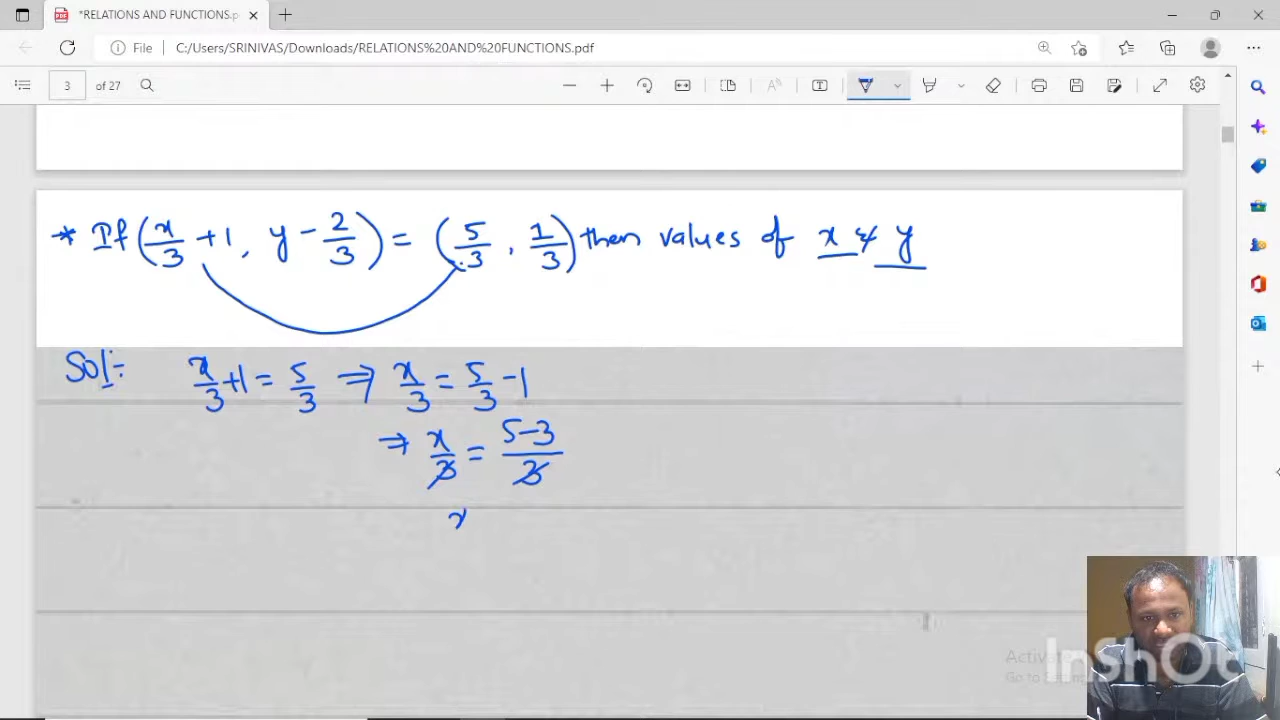 *RELATIONS AND FUNCTIONS.p
File C:/Users/SRINIVAS/Downloads/RELATIONS%20AND%20FUNCTIONS.pdf
3 of 27
* If (x/3 + 1, y - 2/3) = (5/3, 1/3) then values of x & y
Sol:- x/3 + 1 = 5/3 ⇒ x/3 = 5/3 - 1
⇒ x/3 = 5-3/3
x
InShOt